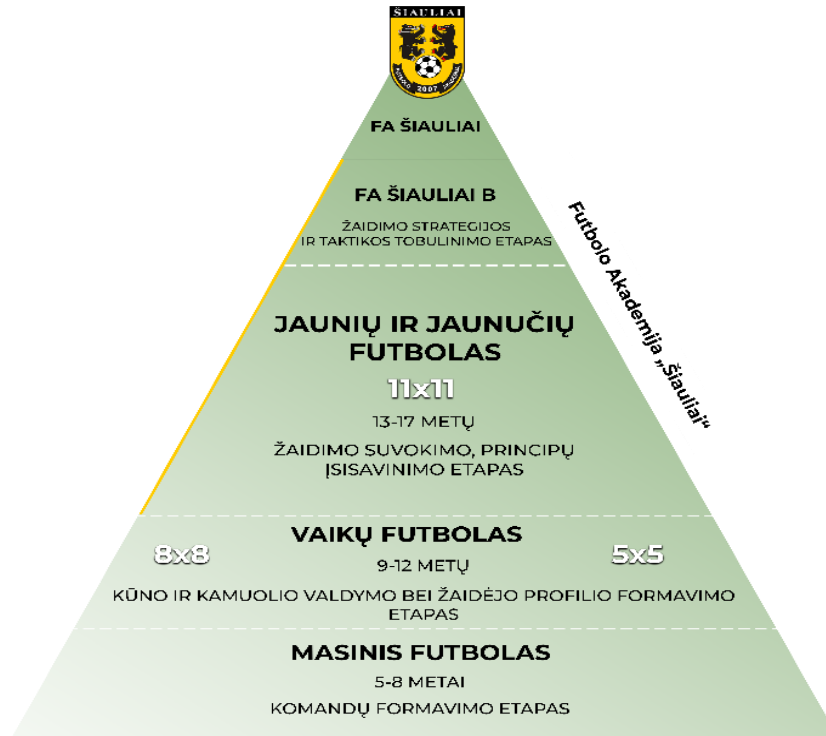 ŠIAULIAI
2007
FA ŠIAULIAI
FA ŠIAULIAI B
ŽAIDIMO STRATEGIJOS
IR TAKTIKOS TOBULINIMO ETAPAS
Futbolo Akademija „Šiauliai“
JAUNIŲ IR JAUNUČIŲ
FUTBOLAS
11x11
13-17 METŲ
ŽAIDIMO SUVOKIMO, PRINCIPŲ
ĮSISAVINIMO ETAPAS
VAIKŲ FUTBOLAS
8x8
5x5
9-12 METŲ
KŪNO IR KAMUOLIO VALDYMO BEI ŽAIDĖJO PROFILIO FORMAVIMO
ETAPAS
MASINIS FUTBOLAS
5-8 METAI
KOMANDŲ FORMAVIMO ETAPAS